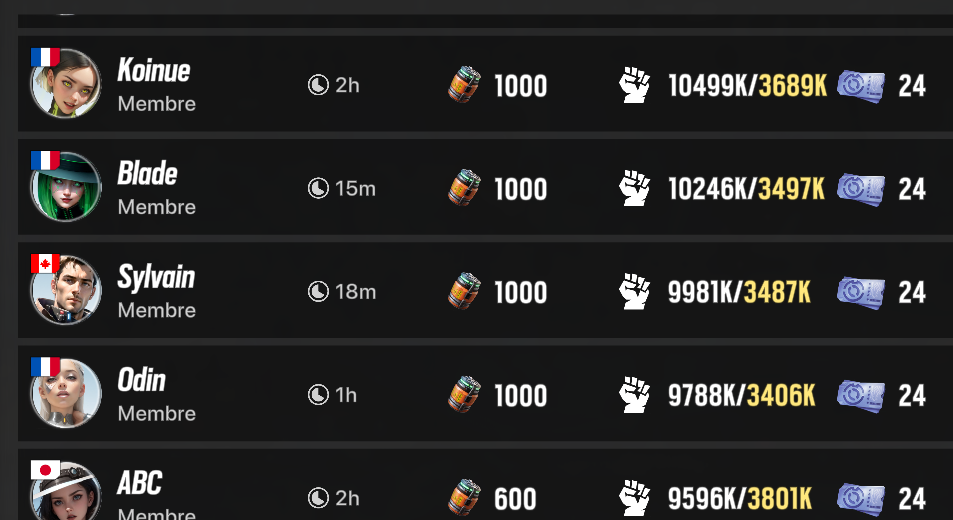 Koinue
Membre
2h
1000
10499K/3689K
24
Blade
Membre
15m
1000
10246K/3497K
24
Sylvain
Membre
18m
1000
9981K/3487K
24
Odin
Membre
1h
1000
9788K/3406K
24
ABC
Membre
2h
600
9596K/3801K
24